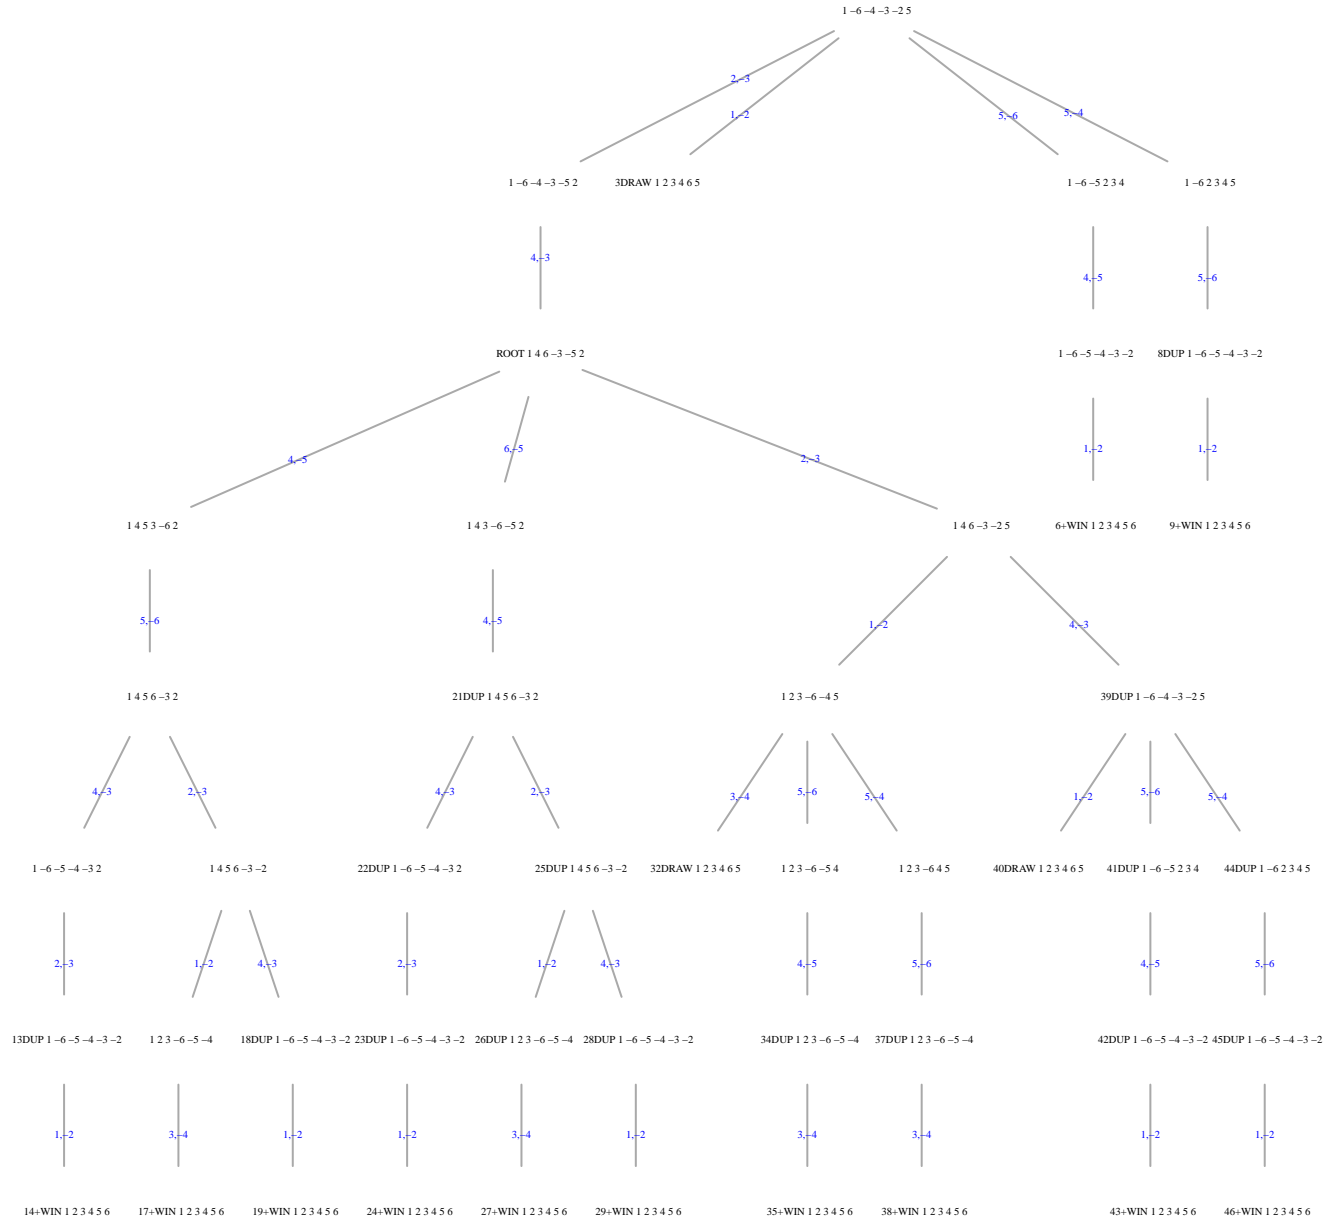 1 −6 −4 −3 −2 5
2,−3
1,−2
5,−6
5,−4
1 −6 −4 −3 −5 2
3DRAW 1 2 3 4 6 5
1 −6 −5 2 3 4
1 −6 2 3 4 5
4,−3
4,−5
5,−6
ROOT 1 4 6 −3 −5 2
1 −6 −5 −4 −3 −2
8DUP 1 −6 −5 −4 −3 −2
4,−5
6,−5
2,−3
1,−2
1,−2
1 4 5 3 −6 2
1 4 3 −6 −5 2
1 4 6 −3 −2 5
6+WIN 1 2 3 4 5 6
9+WIN 1 2 3 4 5 6
5,−6
4,−5
1,−2
4,−3
1 4 5 6 −3 2
21DUP 1 4 5 6 −3 2
1 2 3 −6 −4 5
39DUP 1 −6 −4 −3 −2 5
4,−3
2,−3
4,−3
2,−3
3,−4
5,−6
5,−4
1,−2
5,−6
5,−4
1 −6 −5 −4 −3 2
1 4 5 6 −3 −2
22DUP 1 −6 −5 −4 −3 2
25DUP 1 4 5 6 −3 −2
32DRAW 1 2 3 4 6 5
1 2 3 −6 −5 4
1 2 3 −6 4 5
40DRAW 1 2 3 4 6 5
41DUP 1 −6 −5 2 3 4
44DUP 1 −6 2 3 4 5
2,−3
1,−2
4,−3
2,−3
1,−2
4,−3
4,−5
5,−6
4,−5
5,−6
13DUP 1 −6 −5 −4 −3 −2
1 2 3 −6 −5 −4
18DUP 1 −6 −5 −4 −3 −2
23DUP 1 −6 −5 −4 −3 −2
26DUP 1 2 3 −6 −5 −4
28DUP 1 −6 −5 −4 −3 −2
34DUP 1 2 3 −6 −5 −4
37DUP 1 2 3 −6 −5 −4
42DUP 1 −6 −5 −4 −3 −2
45DUP 1 −6 −5 −4 −3 −2
1,−2
3,−4
1,−2
1,−2
3,−4
1,−2
3,−4
3,−4
1,−2
1,−2
14+WIN 1 2 3 4 5 6
17+WIN 1 2 3 4 5 6
19+WIN 1 2 3 4 5 6
24+WIN 1 2 3 4 5 6
27+WIN 1 2 3 4 5 6
29+WIN 1 2 3 4 5 6
35+WIN 1 2 3 4 5 6
38+WIN 1 2 3 4 5 6
43+WIN 1 2 3 4 5 6
46+WIN 1 2 3 4 5 6